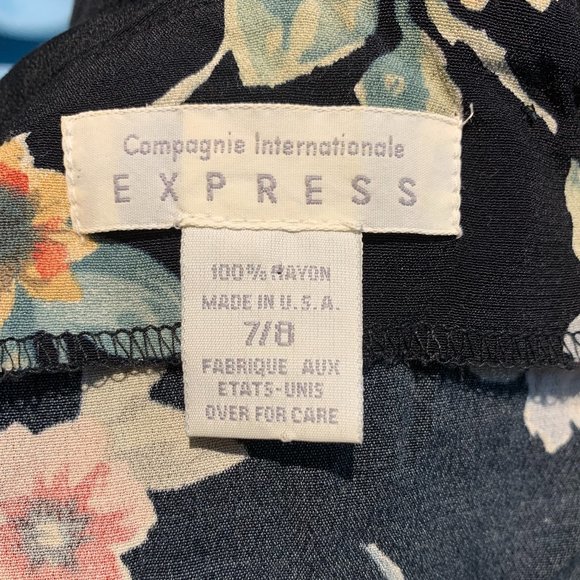 Compagnie Internationale
EXPRESS
100% RAYON
MADE IN U.S.A.
7/8
FABRIQUE AUX
ETATS-UNIS
OVER FOR CARE